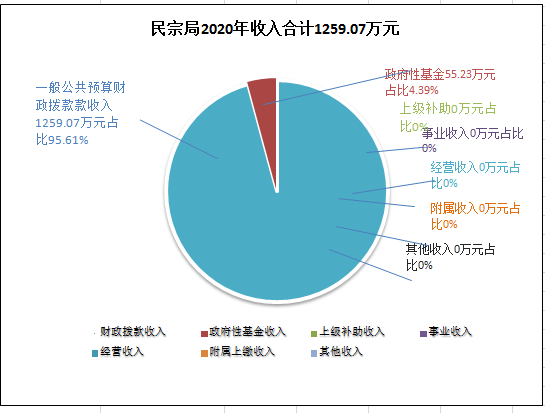 民宗局2020年收入合计1259.07万元
一般公共预算财
政拨款款收入
1259.07万元占
比95.61%
政府性基金55.23万元
占比4.39%
上级补助0万元占
比0%
事业收入0万元占比
0%
经营收入0万元占
比0%
附属收入0万元占
比0%
其他收入0万元占
比0%
财政拨款收入
政府性基金收入
上级补助收入
事业收入
经营收入
附属上缴收入
其他收入